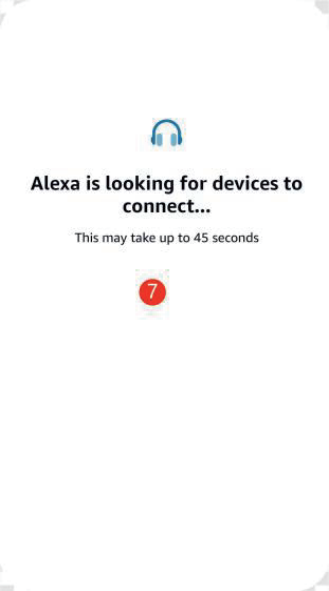 Alexa is looking for devices to
connect...
This may take up to 45 seconds
7